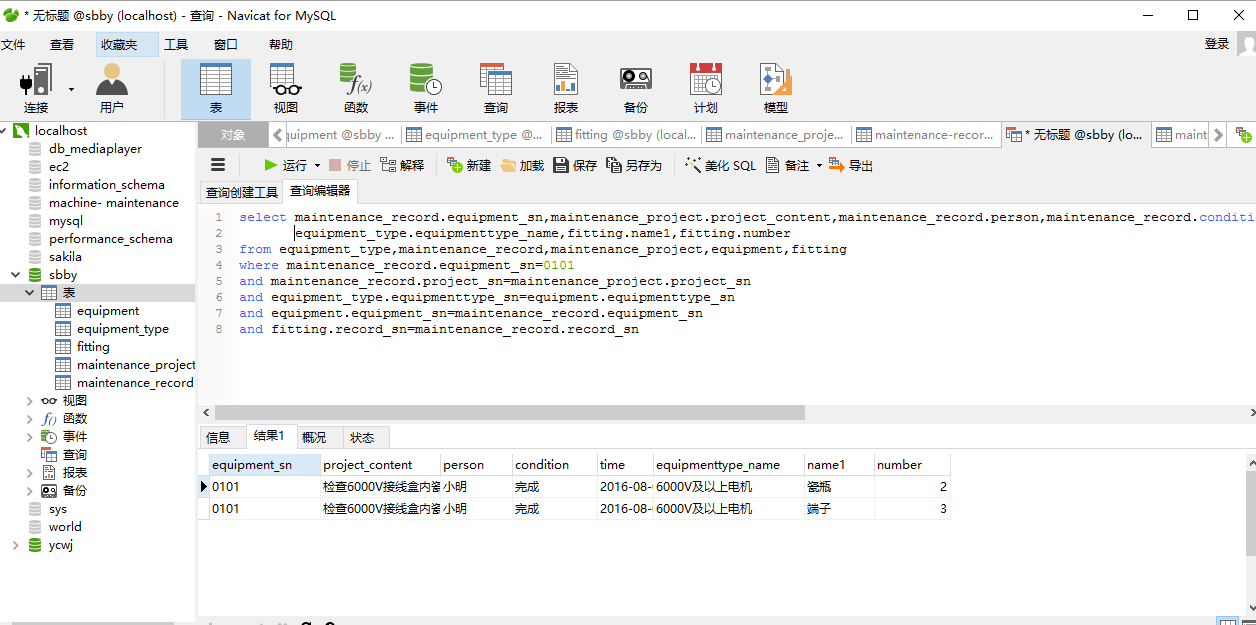 * 无标题 @sbby (localhost) - 查询 - Navicat for MySQL
文件 查看 收藏夹 工具 窗口 帮助 登录
连接 用户 表 视图 函数 事件 查询 报表 备份 计划 模型
localhost
db_mediaplayer
ec2
information_schema
machine- maintenance
mysql
performance_schema
sakila
sbby
表
equipment
equipment_type
fitting
maintenance_project
maintenance_record
视图
函数
事件
查询
报表
备份
sys
world
ycwj
对象 quipment @sbby ... equipment_type @... fitting @sbby (local... maintenance_proje... maintenance-recor... * 无标题 @sbby (lo... maint
运行 停止 解释 新建 加载 保存 另存为 美化 SQL 备注 导出
查询创建工具 查询编辑器
1 select maintenance_record.equipment_sn,maintenance_project.project_content,maintenance_record.person,maintenance_record.conditi
2 equipment_type.equipmenttype_name,fitting.name1,fitting.number
3 from equipment_type,maintenance_record,maintenance_project,equipment,fitting
4 where maintenance_record.equipment_sn=0101
5 and maintenance_record.project_sn=maintenance_project.project_sn
6 and equipment_type.equipmenttype_sn=equipment.equipmenttype_sn
7 and equipment.equipment_sn=maintenance_record.equipment_sn
8 and fitting.record_sn=maintenance_record.record_sn
信息 结果1 概况 状态
equipment_sn project_content person condition time equipmenttype_name name1 number
0101 检查6000V接线盒内瓷 小明 完成 2016-08- 6000V及以上电机 瓷瓶 2
0101 检查6000V接线盒内瓷 小明 完成 2016-08- 6000V及以上电机 端子 3